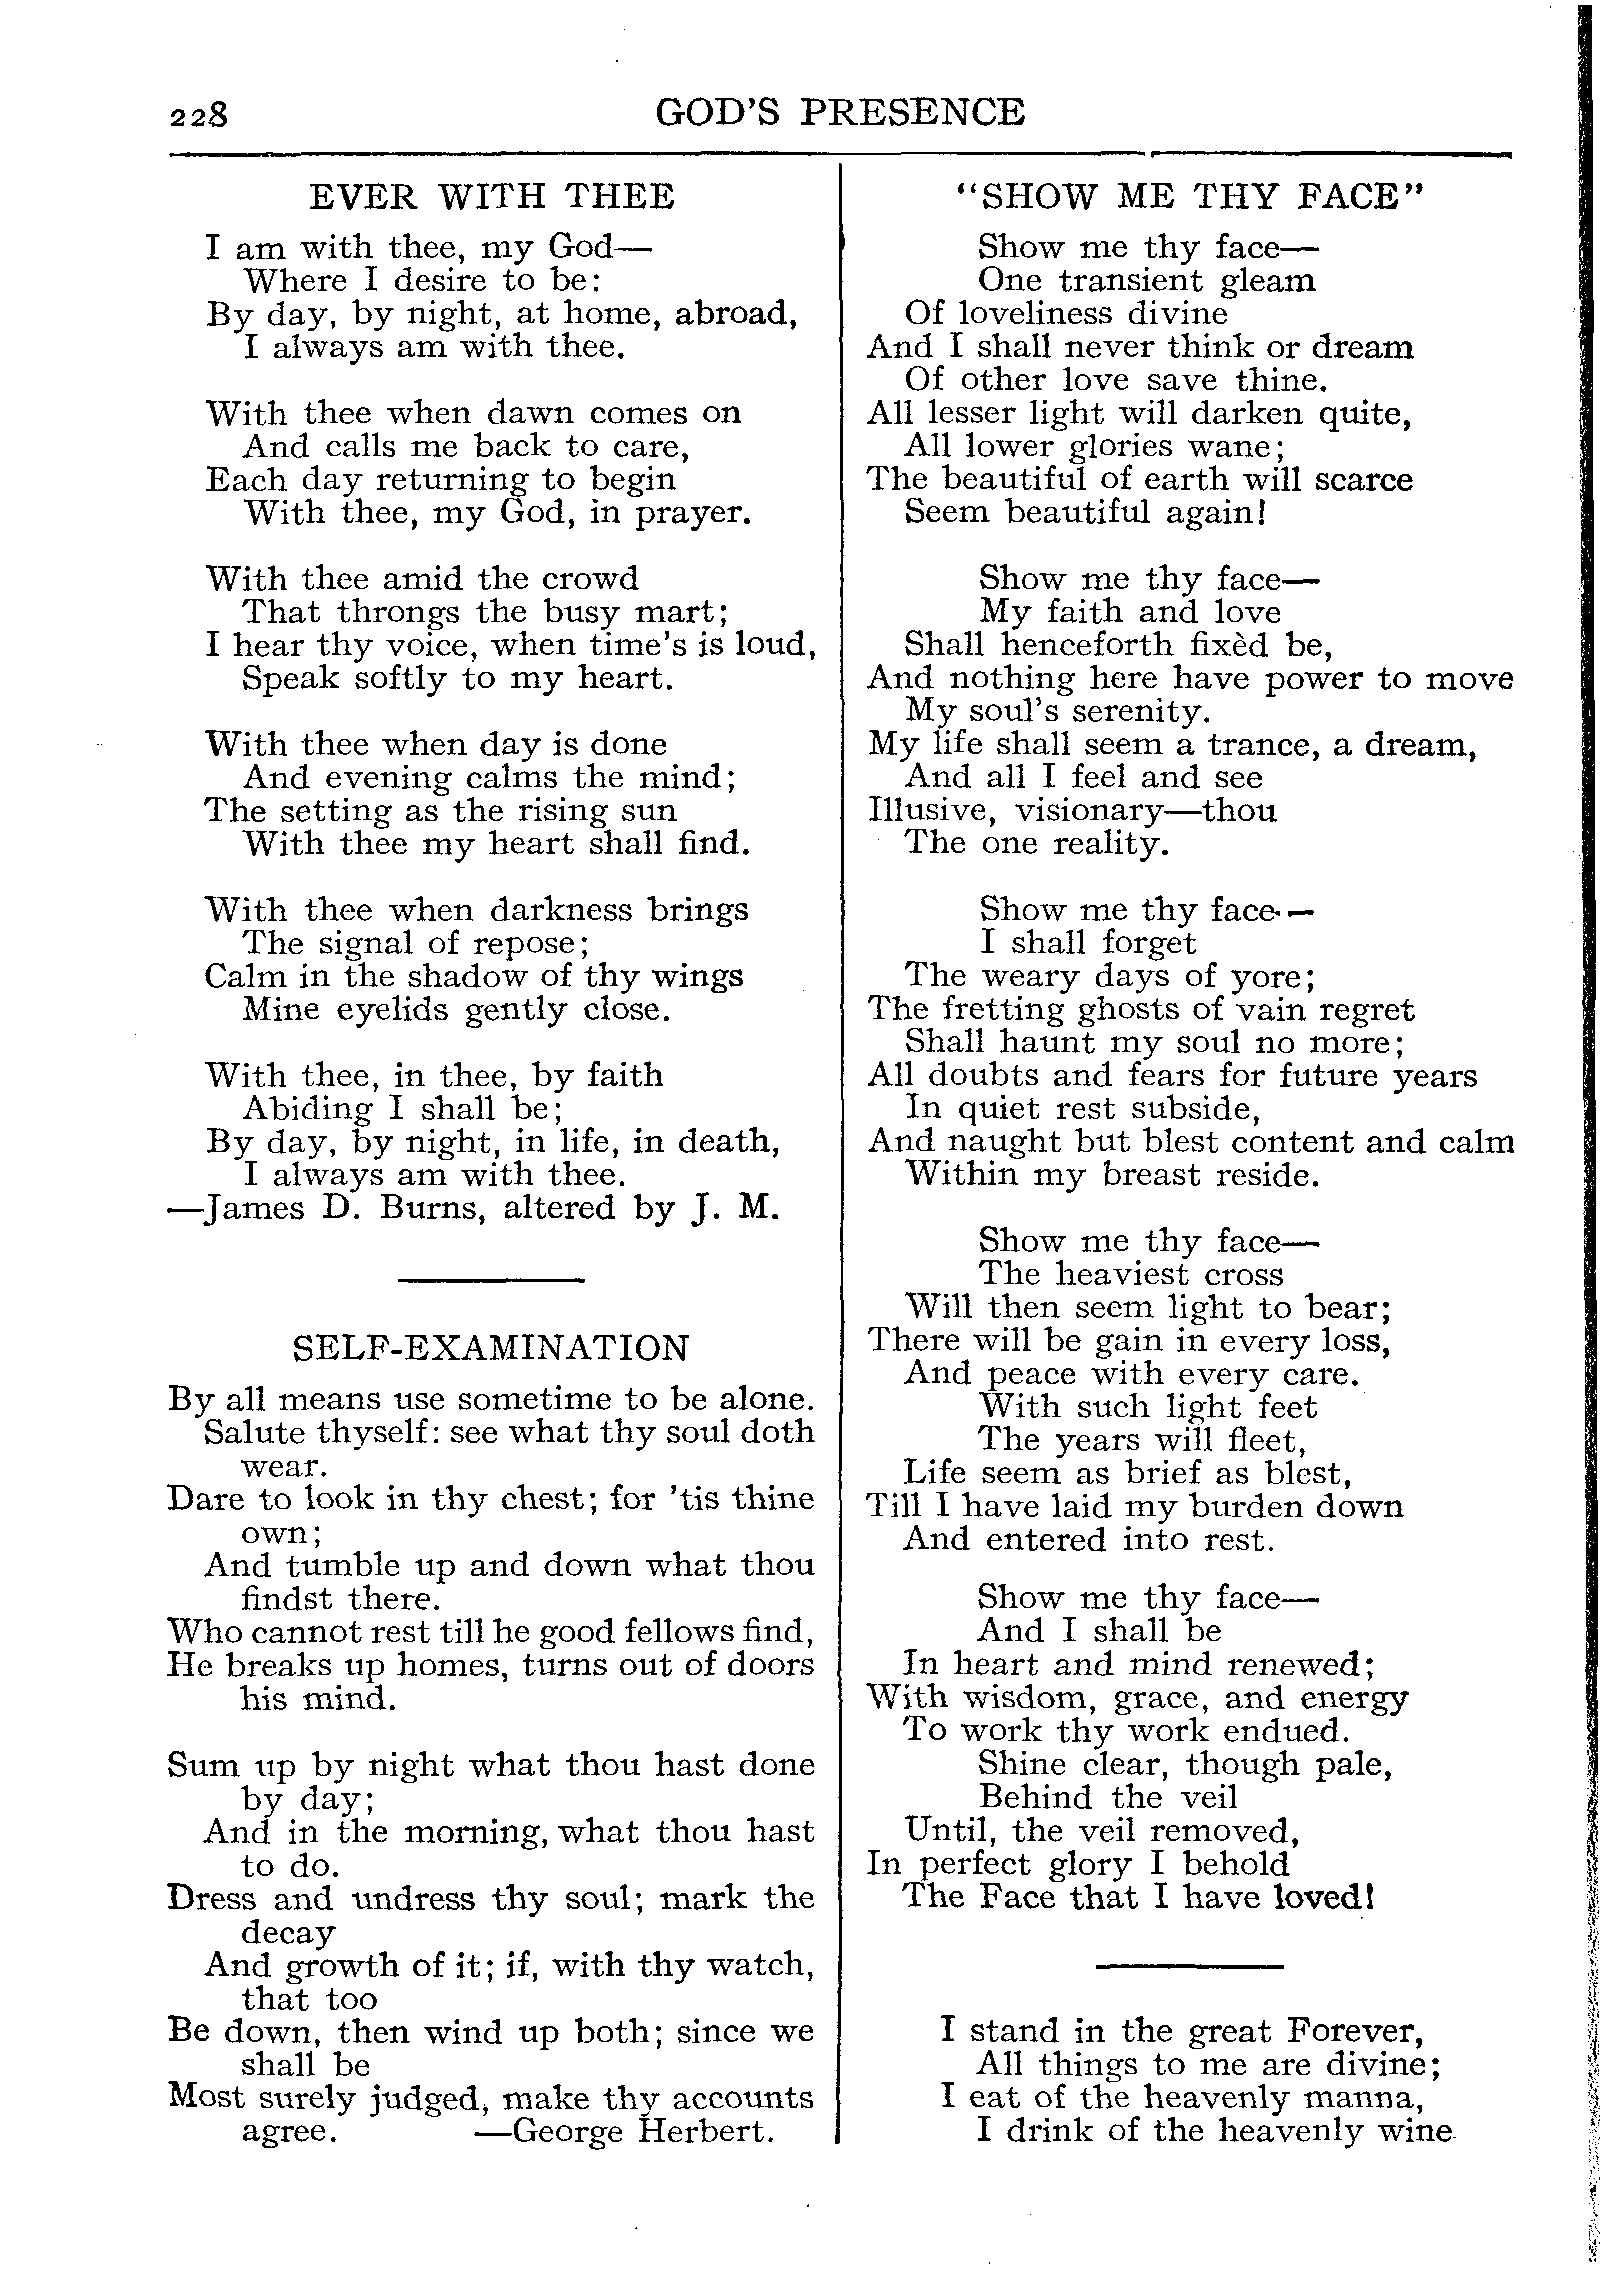 228
GOD'S PRESENCE
EVER WITH THEE
I am with thee, my God—
Where I desire to be:
By day, by night, at home, abroad,
I always am with thee.
With thee when dawn comes on
And calls me back to care,
Each day returning to begin
With thee, my God, in prayer.
With thee amid the crowd
That throngs the busy mart;
I hear thy voice, when time's is loud,
Speak softly to my heart.
With thee when day is done
And evening calms the mind;
The setting as the rising sun
With thee my heart shall find.
With thee when darkness brings
The signal of repose;
Calm in the shadow of thy wings
Mine eyelids gently close.
With thee, in thee, by faith
Abiding I shall be;
By day, by night, in life, in death,
I always am with thee.
—James D. Burns, altered by J. M.
SELF-EXAMINATION
By all means use sometime to be alone.
Salute thyself: see what thy soul doth
wear.
Dare to look in thy chest; for 'tis thine
own;
And tumble up and down what thou
findst there.
Who cannot rest till he good fellows find,
He breaks up homes, turns out of doors
his mind.
Sum up by night what thou hast done
by day;
And in the morning, what thou hast
to do.
Dress and undress thy soul; mark the
decay
And growth of it; if, with thy watch,
that too
Be down, then wind up both; since we
shall be
Most surely judged, make thy accounts
agree. —George Herbert.
"SHOW ME THY FACE"
Show me thy face—
One transient gleam
Of loveliness divine
And I shall never think or dream
Of other love save thine.
All lesser light will darken quite,
All lower glories wane;
The beautiful of earth will scarce
Seem beautiful again!
Show me thy face—
My faith and love
Shall henceforth fixèd be,
And nothing here have power to move
My soul's serenity.
My life shall seem a trance, a dream,
And all I feel and see
Illusive, visionary—thou
The one reality.
Show me thy face—
I shall forget
The weary days of yore;
The fretting ghosts of vain regret
Shall haunt my soul no more;
All doubts and fears for future years
In quiet rest subside,
And naught but blest content and calm
Within my breast reside.
Show me thy face—
The heaviest cross
Will then seem light to bear;
There will be gain in every loss,
And peace with every care.
With such light feet
The years will fleet,
Life seem as brief as blest,
Till I have laid my burden down
And entered into rest.
Show me thy face—
And I shall be
In heart and mind renewed;
With wisdom, grace, and energy
To work thy work endued.
Shine clear, though pale,
Behind the veil
Until, the veil removed,
In perfect glory I behold
The Face that I have loved!
I stand in the great Forever,
All things to me are divine;
I eat of the heavenly manna,
I drink of the heavenly wine